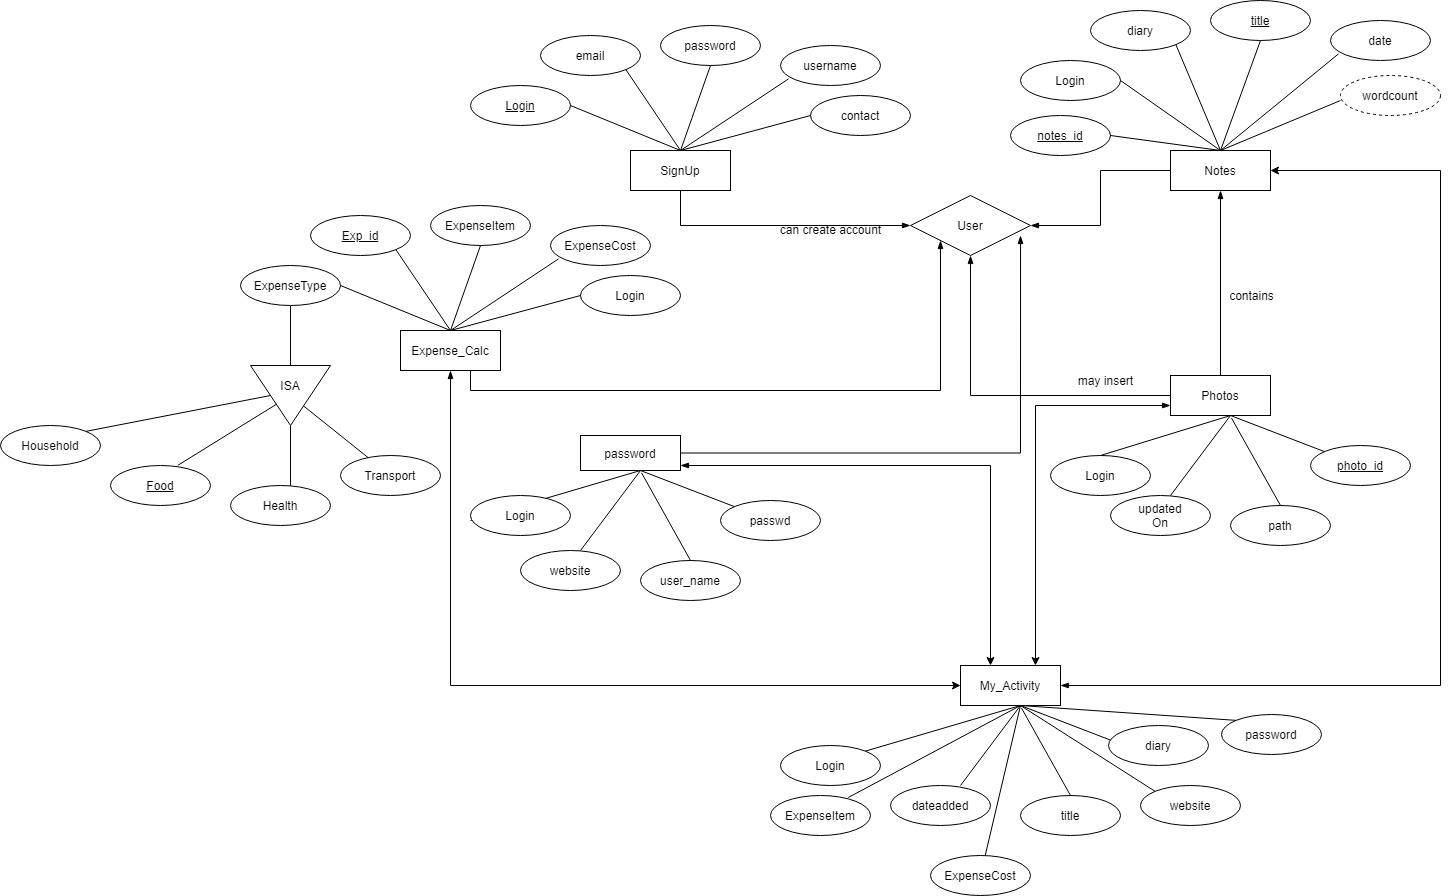 title
diary
date
password
email
username
Login
wordcount
Login
contact
notes_id
SignUp
Notes
User
can create account
Exp_id
ExpenseItem
ExpenseCost
ExpenseType
Login
contains
Expense_Calc
may insert
ISA
Photos
Household
password
Login
photo_id
Food
Transport
Health
Login
passwd
updated
On
path
website
user_name
My_Activity
password
diary
Login
dateadded
website
ExpenseItem
title
ExpenseCost